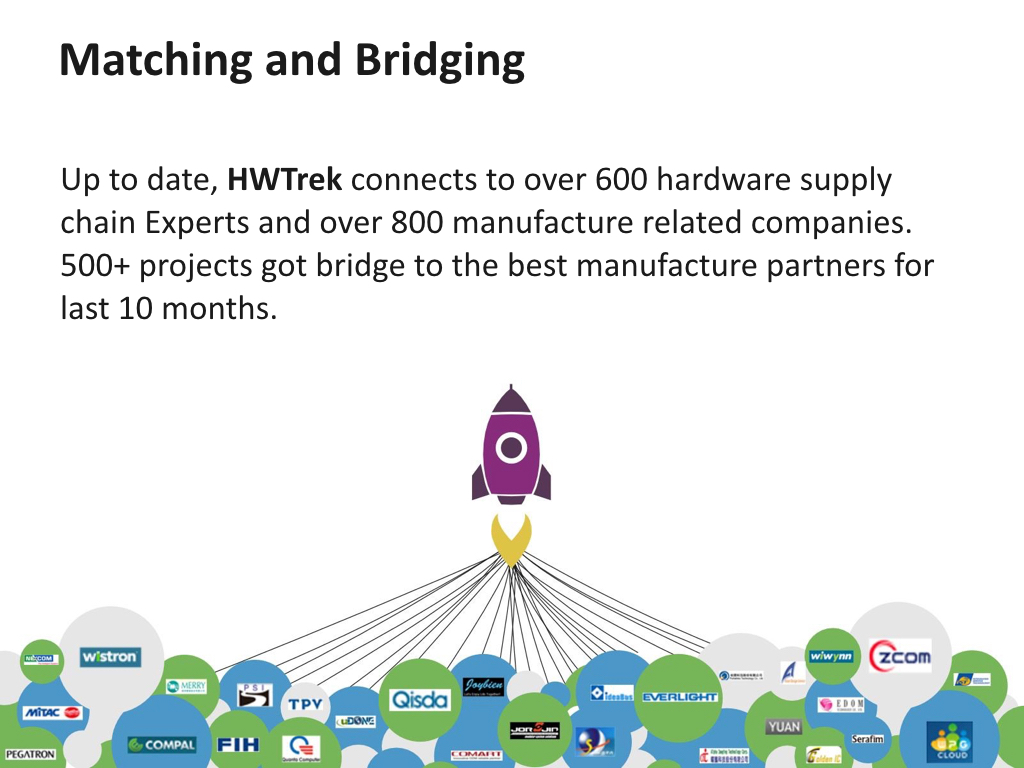 Matching and Bridging
Up to date, HWTrek connects to over 600 hardware supply
chain Experts and over 800 manufacture related companies.
500+ projects got bridge to the best manufacture partners for
last 10 months.
wistron
MERRY
PSI
TPV
Qisda
Joybien
IdeaBus
EVERLIGHT
wiwynn
ZCOM
MiTAC
uDONE
JON JIN
EDOM
YUAN
Serafim
PEGATRON
COMPAL
FIH
Quanta Computer
COMART
Golden IC
CLOUD